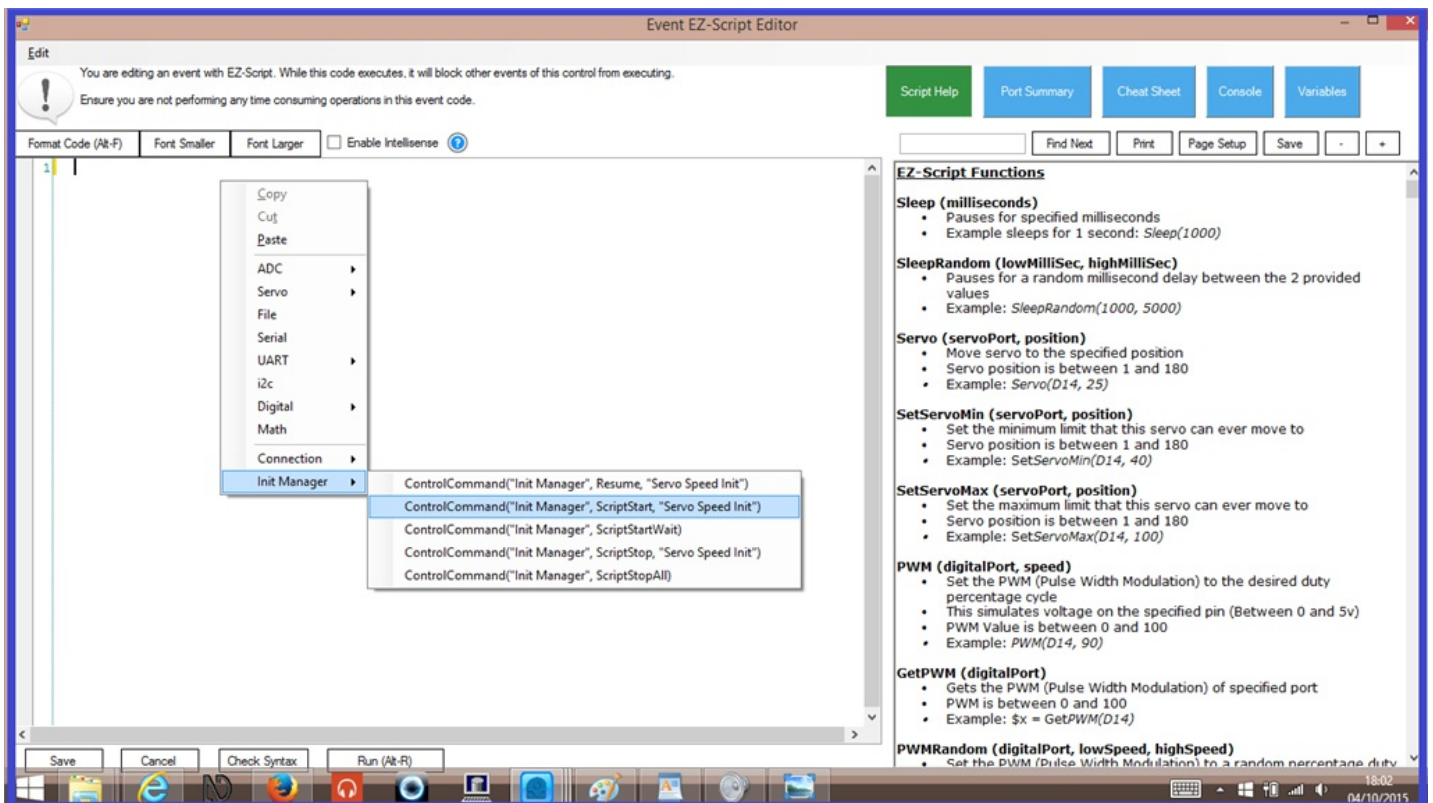 Event EZ-Script Editor
Edit
You are editing an event with EZ-Script. While this code executes, it will block other events of this control from executing.
Ensure you are not performing any time consuming operations in this event code.
Script Help
Port Summary
Cheat Sheet
Console
Variables
Format Code (Alt-F)
Font Smaller
Font Larger
Enable Intellisense
Find Next
Print
Page Setup
Save
-
+
1
Copy
Cut
Paste
ADC
Servo
File
Serial
UART
i2c
Digital
Math
Connection
Init Manager
ControlCommand("Init Manager", Resume, "Servo Speed Init")
ControlCommand("Init Manager", ScriptStart, "Servo Speed Init")
ControlCommand("Init Manager", ScriptStartWait)
ControlCommand("Init Manager", ScriptStop, "Servo Speed Init")
ControlCommand("Init Manager", ScriptStopAll)
EZ-Script Functions
Sleep (milliseconds)
• Pauses for specified milliseconds
• Example sleeps for 1 second: Sleep(1000)
SleepRandom (lowMilliSec, highMilliSec)
• Pauses for a random millisecond delay between the 2 provided
values
• Example: SleepRandom(1000, 5000)
Servo (servoPort, position)
• Move servo to the specified position
• Servo position is between 1 and 180
• Example: Servo(D14, 25)
SetServoMin (servoPort, position)
• Set the minimum limit that this servo can ever move to
• Servo position is between 1 and 180
• Example: SetServoMin(D14, 40)
SetServoMax (servoPort, position)
• Set the maximum limit that this servo can ever move to
• Servo position is between 1 and 180
• Example: SetServoMax(D14, 100)
PWM (digitalPort, speed)
• Set the PWM (Pulse Width Modulation) to the desired duty
percentage cycle
• This simulates voltage on the specified pin (Between 0 and 5v)
• PWM Value is between 0 and 100
• Example: PWM(D14, 90)
GetPWM (digitalPort)
• Gets the PWM (Pulse Width Modulation) of specified port
• PWM is between 0 and 100
• Example: $x = GetPWM(D14)
PWMRandom (digitalPort, lowSpeed, highSpeed)
• Set the PWM (Pulse Width Modulation) to a random percentage duty
Save
Cancel
Check Syntax
Run (Alt-R)
18:02
04/10/2015